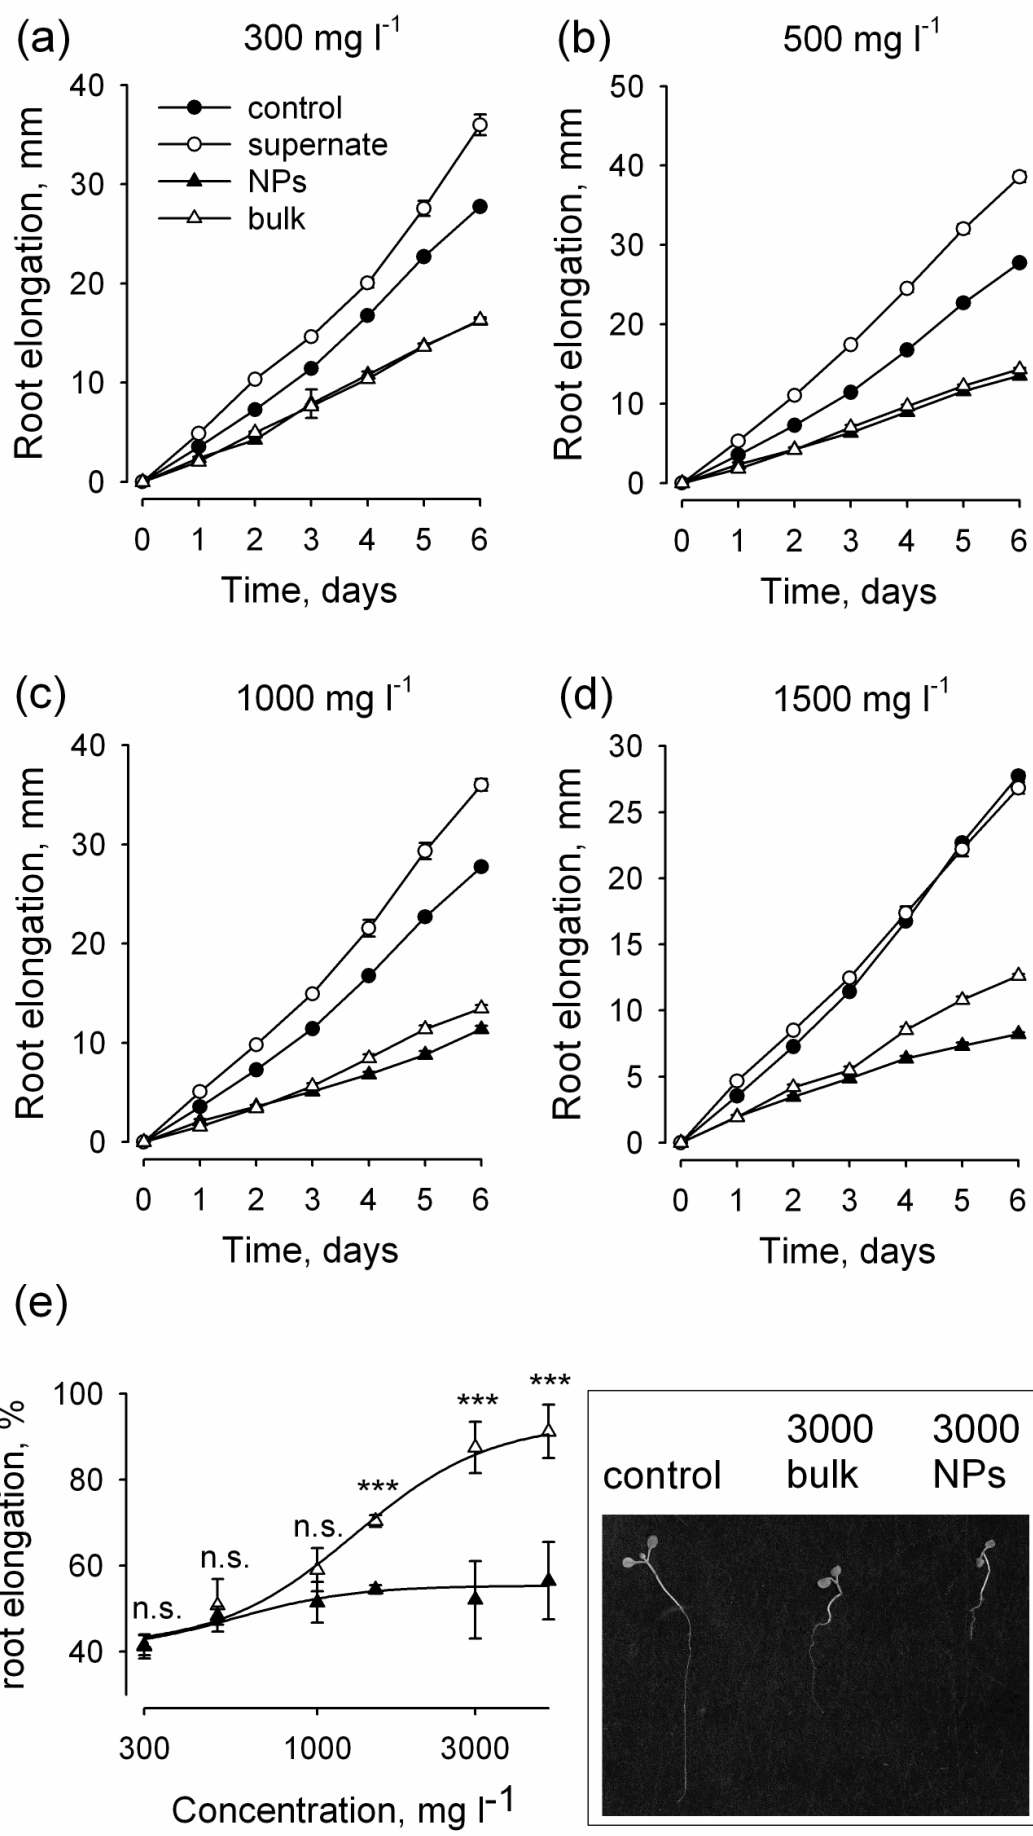 (a) 300 mg l⁻¹
Root elongation, mm
40
30
20
10
0
control
supernate
NPs
bulk
0 1 2 3 4 5 6
Time, days
(b) 500 mg l⁻¹
Root elongation, mm
50
40
30
20
10
0
0 1 2 3 4 5 6
Time, days
(c) 1000 mg l⁻¹
Root elongation, mm
40
30
20
10
0
0 1 2 3 4 5 6
Time, days
(d) 1500 mg l⁻¹
Root elongation, mm
30
25
20
15
10
5
0
0 1 2 3 4 5 6
Time, days
(e)
root elongation, %
100
80
60
40
n.s.
n.s.
n.s.
***
***
***
300 1000 3000
Concentration, mg l⁻¹
control
3000
bulk
3000
NPs